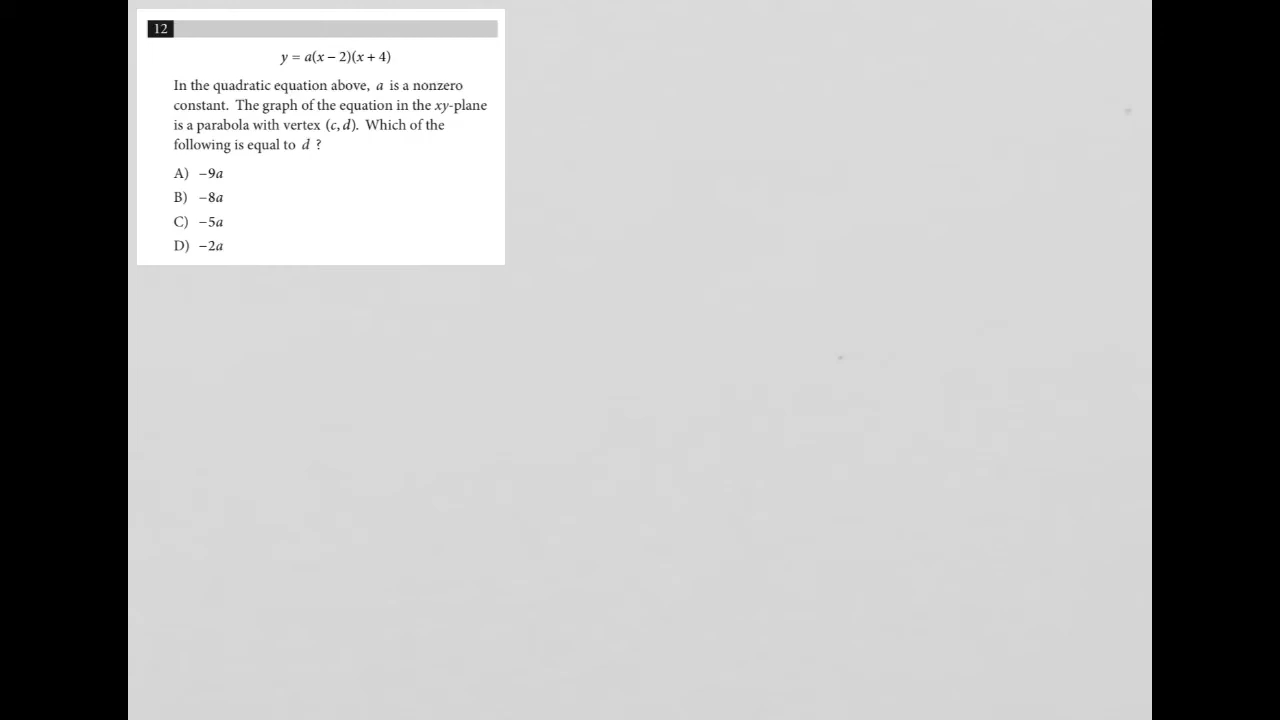 12
y = a(x − 2)(x + 4)
In the quadratic equation above, a is a nonzero
constant. The graph of the equation in the xy-plane
is a parabola with vertex (c, d). Which of the
following is equal to d ?
A) −9a
B) −8a
C) −5a
D) −2a